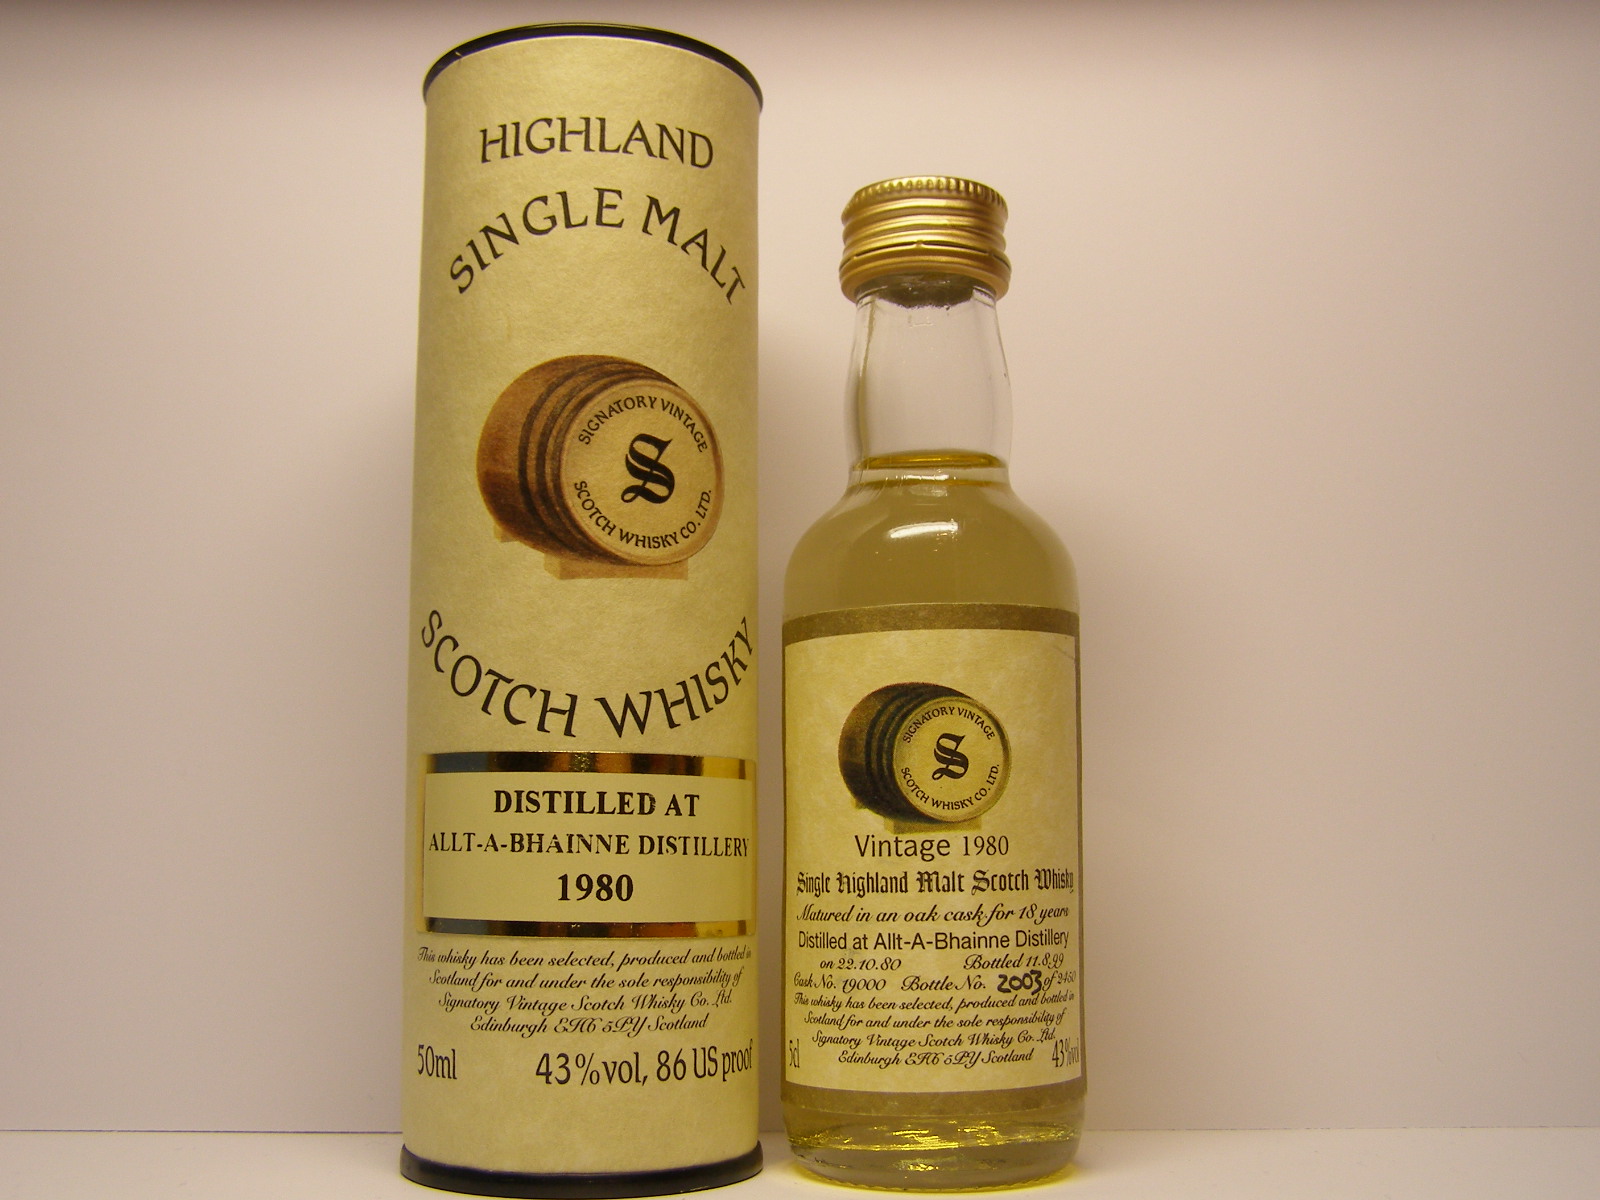 HIGHLAND
SINGLE MALT
SIGNATORY VINTAGE
S
SCOTCH WHISKY CO. LTD.
SCOTCH WHISKY
DISTILLED AT
ALLT-A-BHAINNE DISTILLERY
1980
This whisky has been selected, produced and bottled in
Scotland for and under the sole responsibility of
Signatory Vintage Scotch Whisky Co. Ltd.
Edinburgh EH6 5PY Scotland
50ml 43%vol, 86 US proof
SIGNATORY VINTAGE
S
SCOTCH WHISKY CO. LTD.
Vintage 1980
Single Highland Malt Scotch Whisky
Matured in an oak cask for 18 years
Distilled at Allt-A-Bhainne Distillery
on 22.10.80 Bottled 11.8.99
Cask No. 19000 Bottle No. 2003 of 2450
This whisky has been selected, produced and bottled in
Scotland for and under the sole responsibility of
Signatory Vintage Scotch Whisky Co. Ltd.
Edinburgh EH6 5PY Scotland
5cl 43%vol